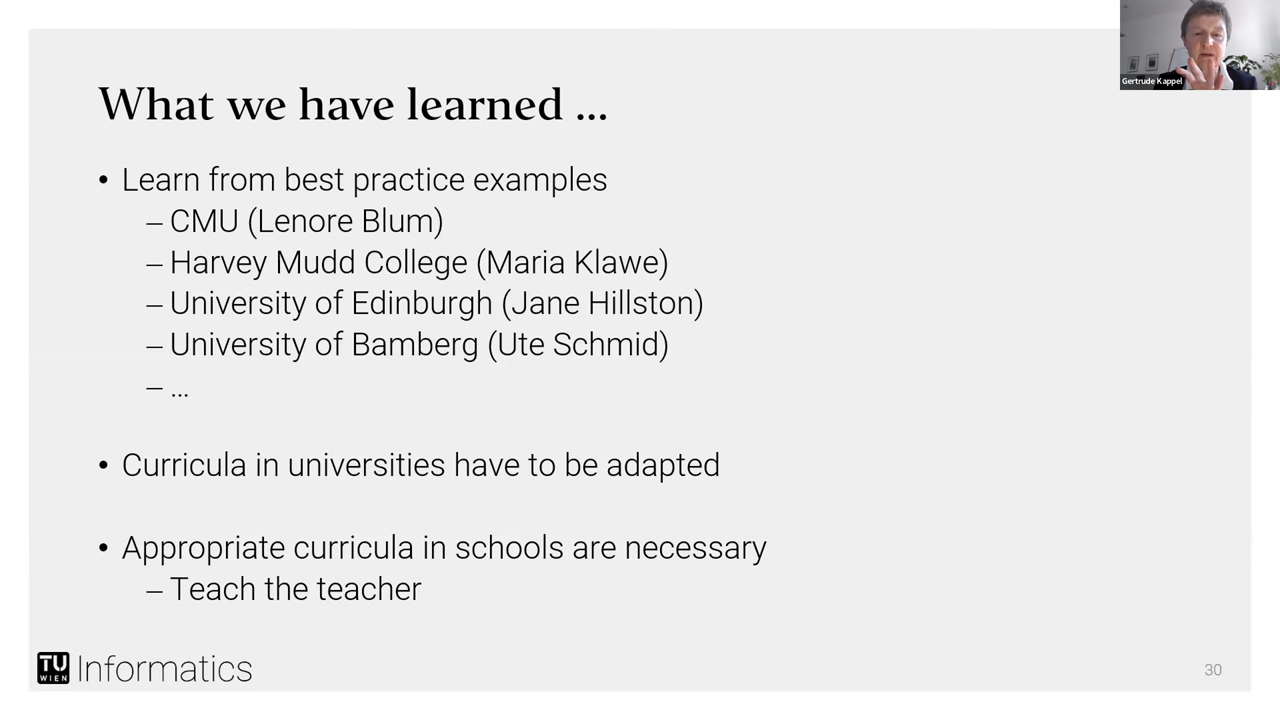 Gertrude Kappel
What we have learned ...
• Learn from best practice examples
– CMU (Lenore Blum)
– Harvey Mudd College (Maria Klawe)
– University of Edinburgh (Jane Hillston)
– University of Bamberg (Ute Schmid)
– ...
• Curricula in universities have to be adapted
• Appropriate curricula in schools are necessary
– Teach the teacher
TU
WIEN
Informatics
30